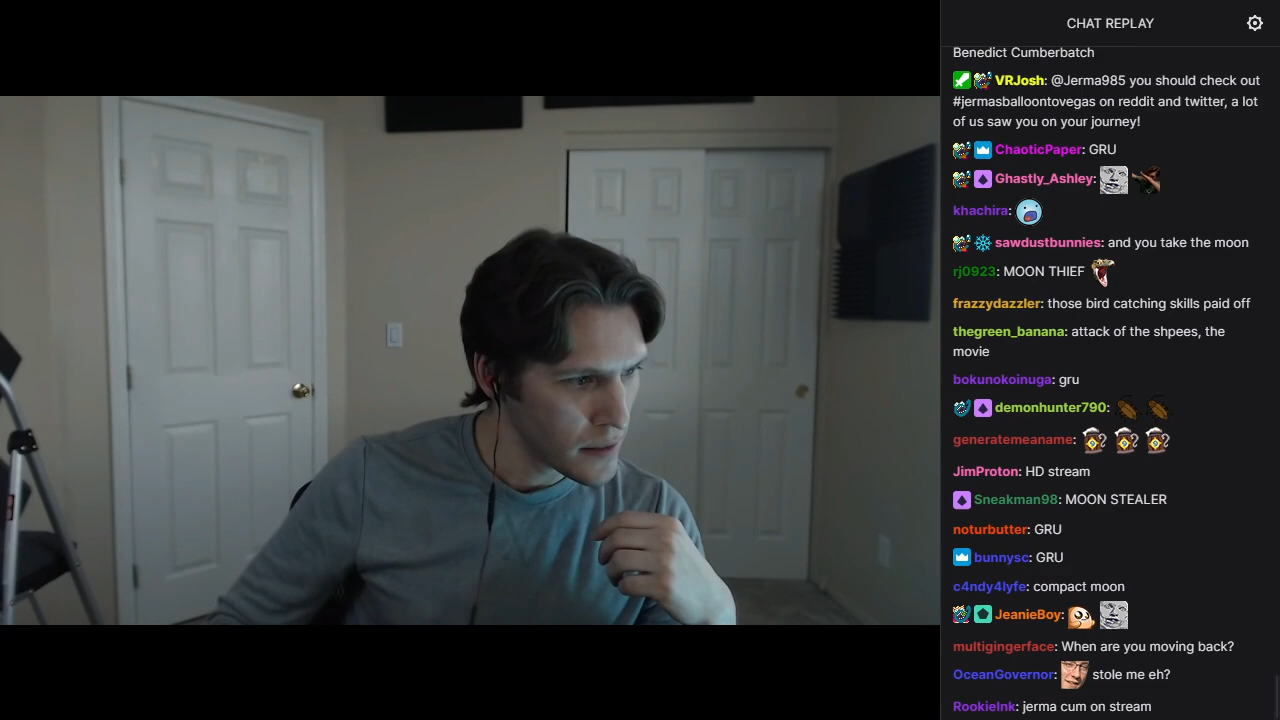 CHAT REPLAY
Benedict Cumberbatch
VRJosh: @Jerma985 you should check out
#jermasballoontovegas on reddit and twitter, a lot
of us saw you on your journey!
ChaoticPaper: GRU
Ghastly_Ashley:
khachira:
sawdustbunnies: and you take the moon
rj0923: MOON THIEF
frazzydazzler: those bird catching skills paid off
thegreen_banana: attack of the shpees, the
movie
bokunokoinuga: gru
demonhunter790:
generatemeaname:
JimProton: HD stream
Sneakman98: MOON STEALER
noturbutter: GRU
bunnysc: GRU
c4ndy4lyfe: compact moon
JeanieBoy:
multigingerface: When are you moving back?
OceanGovernor: stole me eh?
RookieInk: jerma cum on stream